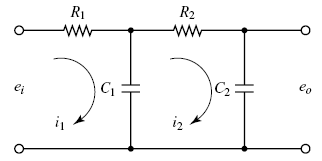 R₁ R₂
eᵢ C₁ C₂ eₒ
i₁ i₂